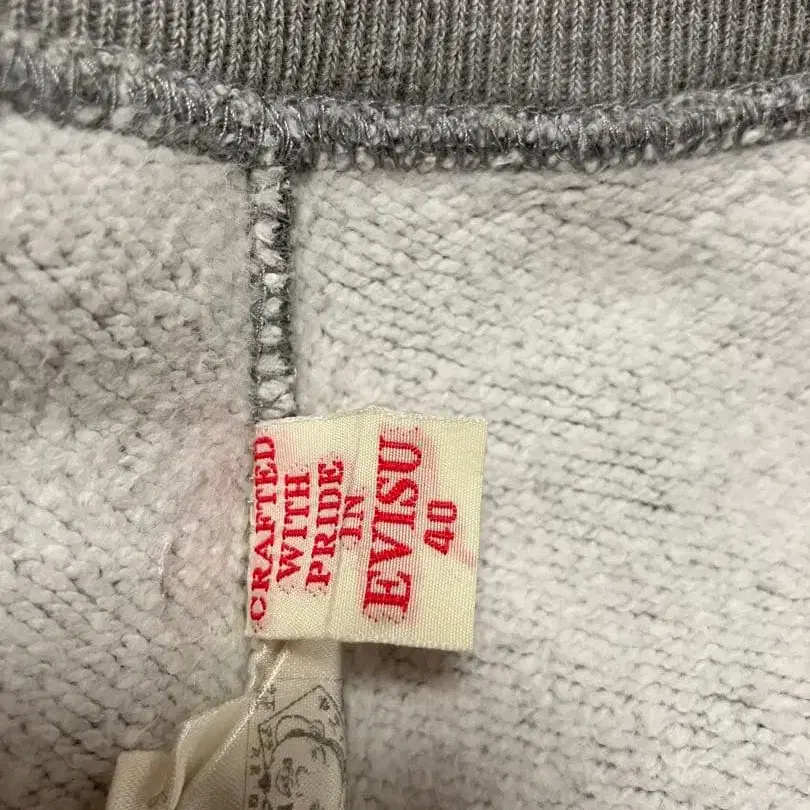 CRAFTED
WITH
PRIDE
IN
EVISU
40